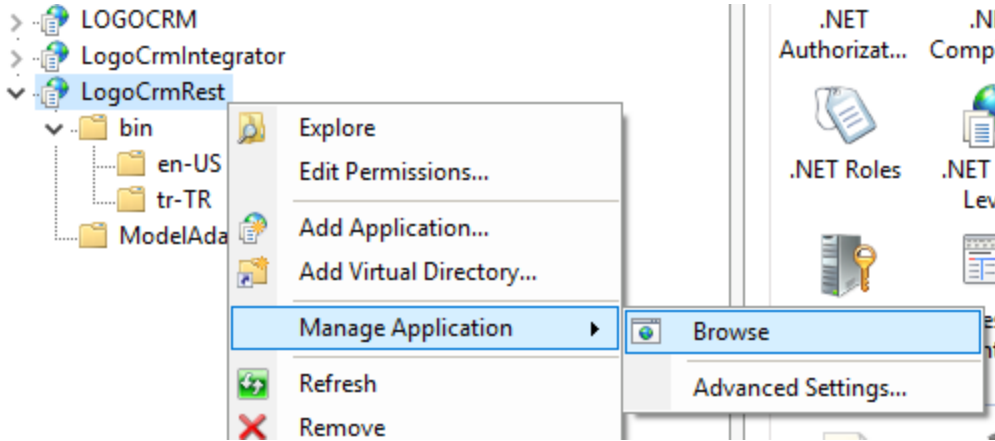 LOGOCRM
LogoCrmIntegrator
LogoCrmRest
bin
en-US
tr-TR
ModelAda
Explore
Edit Permissions...
Add Application...
Add Virtual Directory...
Manage Application
Refresh
Remove
Browse
Advanced Settings...
.NET
Authorizat...
.NET Roles
.NET